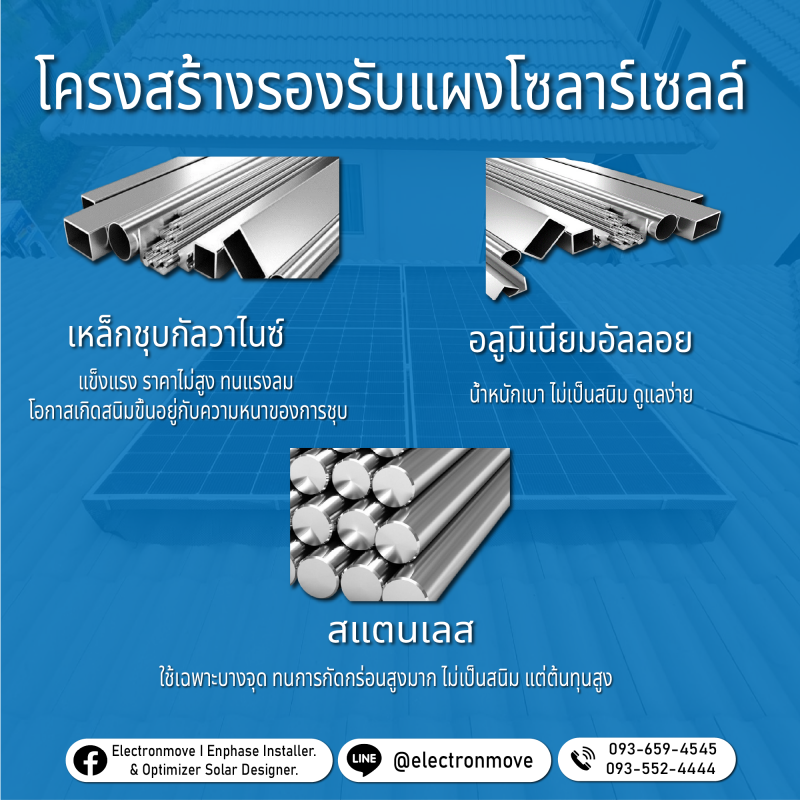 โครงสร้างรองรับแผงโซลาร์เซลล์
เหล็กชุบกัลวาไนซ์
แข็งแรง ราคาไม่สูง ทนแรงลม
โอกาสเกิดสนิมขึ้นอยู่กับความหนาของการชุบ
อลูมิเนียมอัลลอย
น้ำหนักเบา ไม่เป็นสนิม ดูแลง่าย
สแตนเลส
ใช้เฉพาะบางจุด ทนการกัดกร่อนสูงมาก ไม่เป็นสนิม แต่ต้นทุนสูง
Electronmove I Enphase Installer.
& Optimizer Solar Designer.
LINE
@electronmove
093-659-4545
093-552-4444